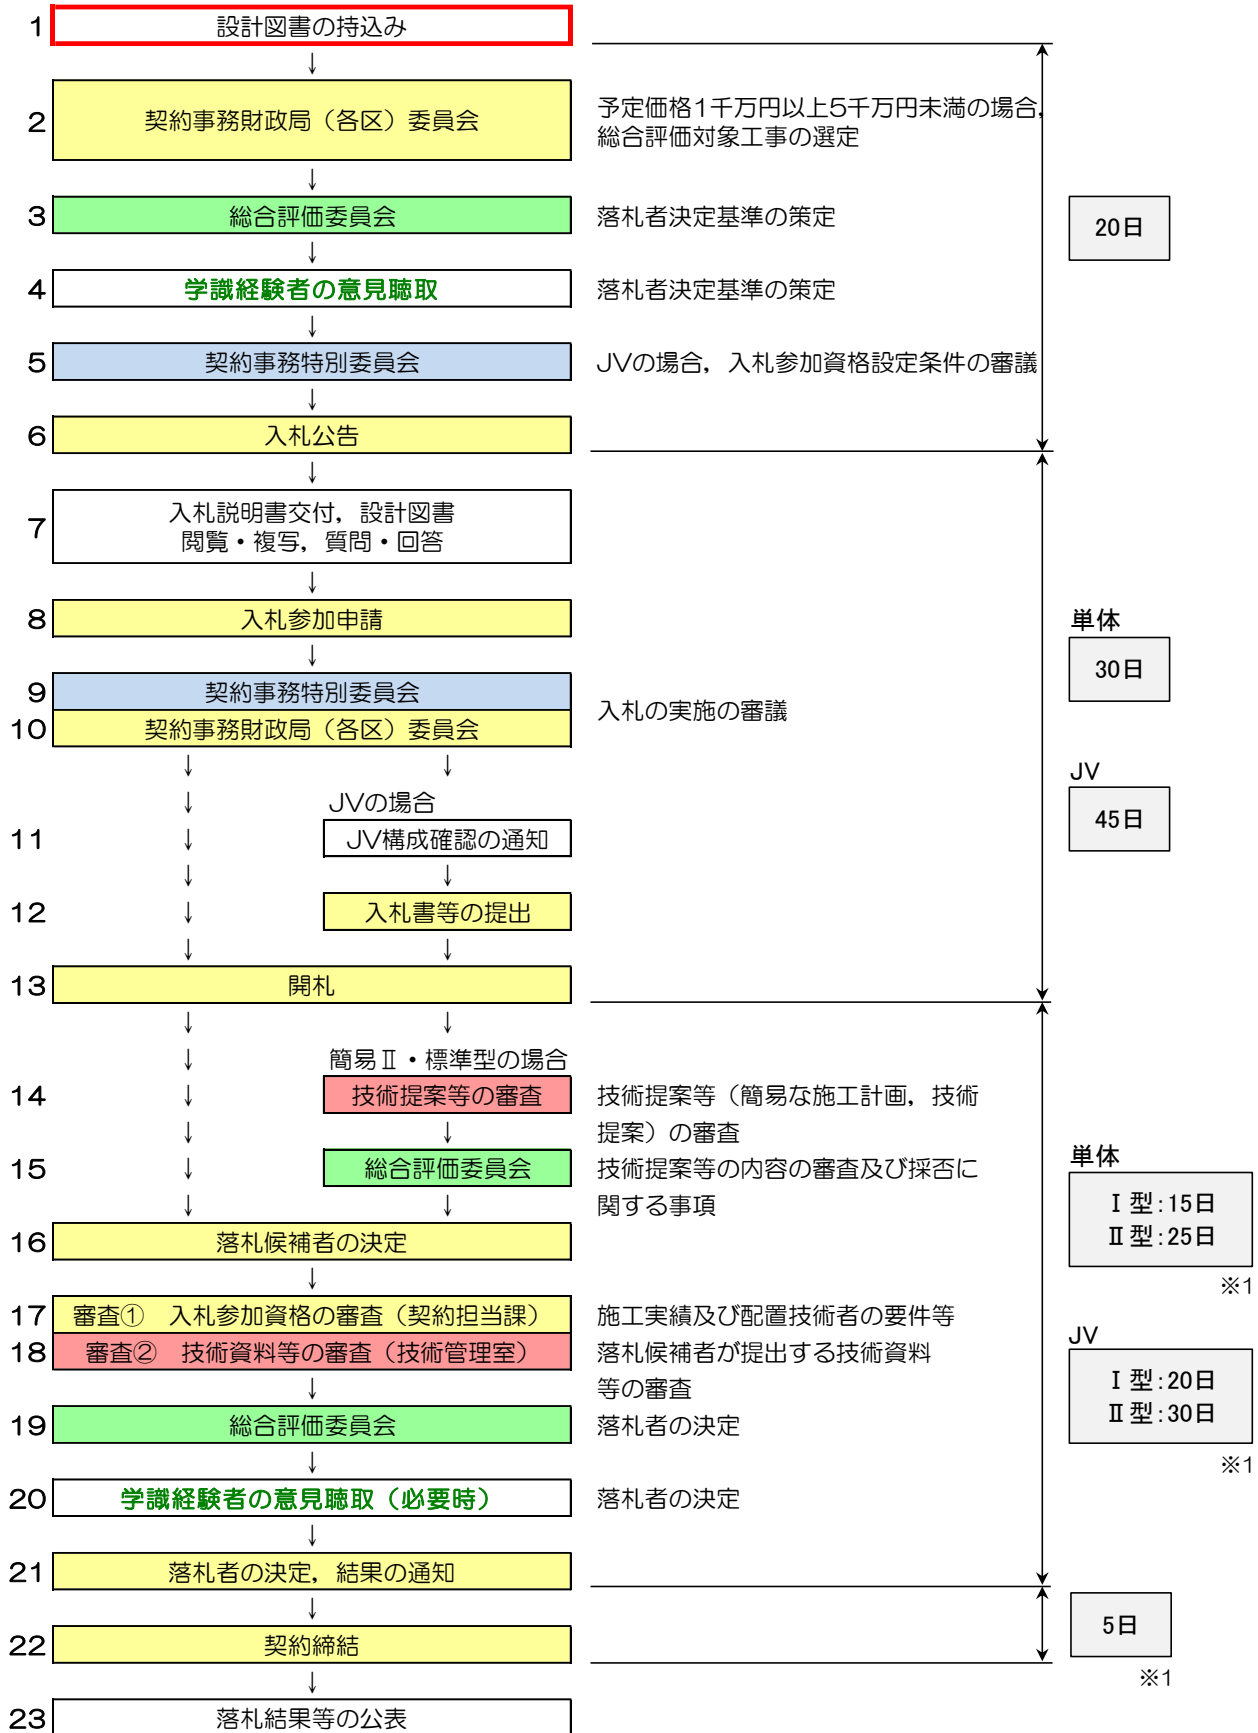 1 設計図書の持込み
↓
2 契約事務財政局（各区）委員会
予定価格1千万円以上5千万円未満の場合，
総合評価対象工事の選定
↓
3 総合評価委員会 落札者決定基準の策定
20日
↓
4 学識経験者の意見聴取 落札者決定基準の策定
↓
5 契約事務特別委員会 JVの場合，入札参加資格設定条件の審議
↓
6 入札公告
↓
7 入札説明書交付，設計図書
閲覧・複写，質問・回答
↓
8 入札参加申請
単体
30日
↓
9 契約事務特別委員会
10 契約事務財政局（各区）委員会
入札の実施の審議
↓ ↓
JV
45日
↓ JVの場合
11 ↓ JV構成確認の通知
↓ ↓
12 ↓ 入札書等の提出
↓ ↓
13 開札
↓ ↓
↓ 簡易Ⅱ・標準型の場合
14 ↓ 技術提案等の審査 技術提案等（簡易な施工計画，技術
↓ ↓ 提案）の審査
15 ↓ 総合評価委員会 技術提案等の内容の審査及び採否に
↓ ↓ 関する事項
単体
Ⅰ型：15日
Ⅱ型：25日
※1
16 落札候補者の決定
↓
17 審査① 入札参加資格の審査（契約担当課） 施工実績及び配置技術者の要件等
18 審査② 技術資料等の審査（技術管理室） 落札候補者が提出する技術資料
↓ 等の審査
JV
Ⅰ型：20日
Ⅱ型：30日
※1
19 総合評価委員会 落札者の決定
↓
20 学識経験者の意見聴取（必要時） 落札者の決定
↓
21 落札者の決定，結果の通知
↓
5日
※1
22 契約締結
↓
23 落札結果等の公表